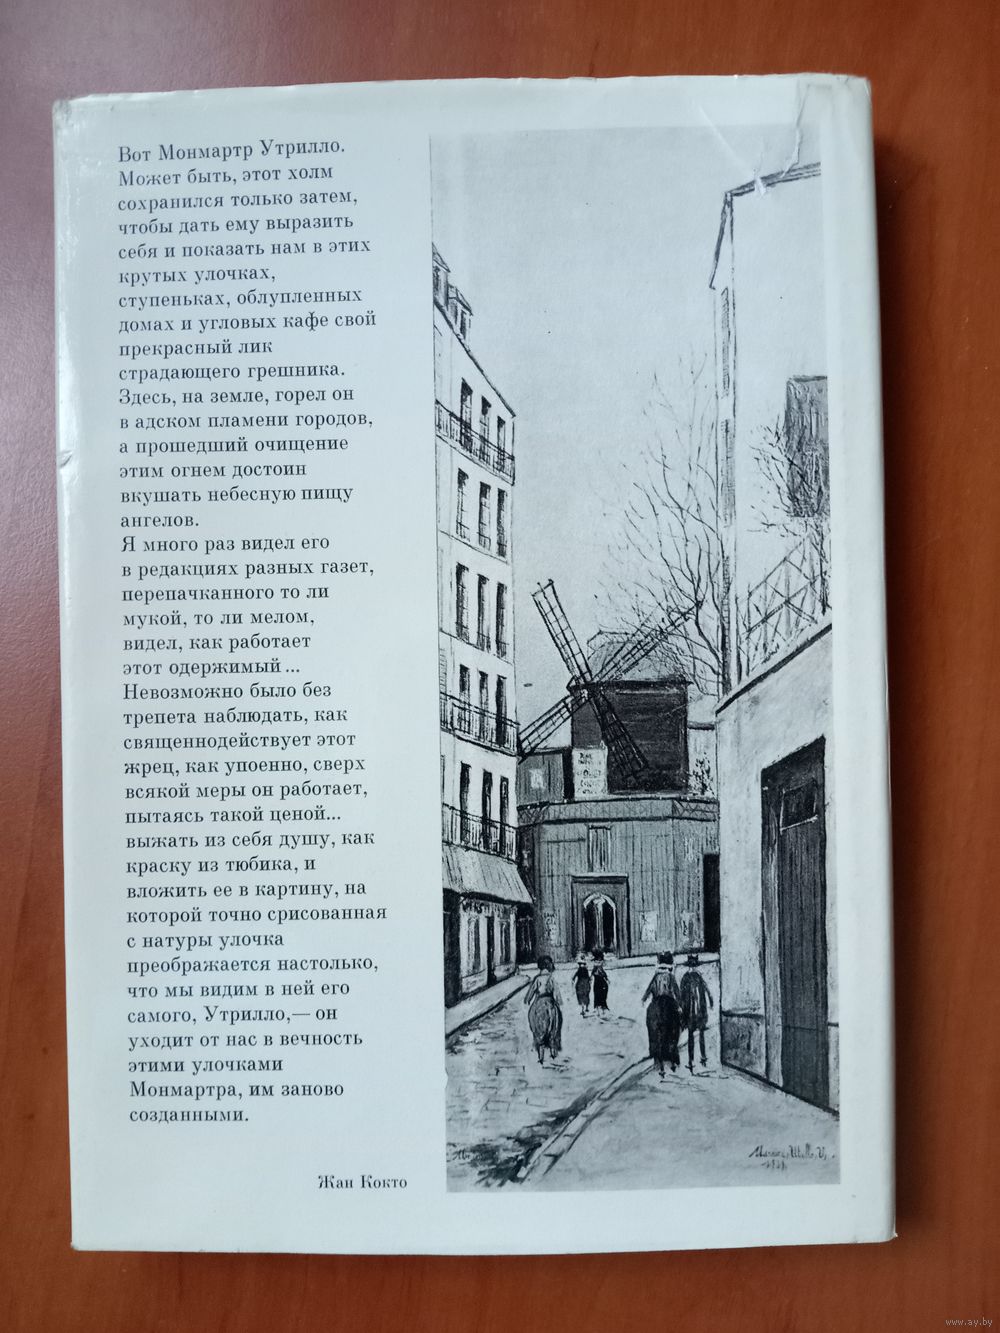 Вот Монмартр Утрилло.
Может быть, этот холм
сохранился только затем,
чтобы дать ему выразить
себя и показать нам в этих
крутых улочках,
ступеньках, облупленных
домах и угловых кафе свой
прекрасный лик
страдающего грешника.
Здесь, на земле, горел он
в адском пламени городов,
а прошедший очищение
этим огнем достоин
вкушать небесную пищу
ангелов.
Я много раз видел его
в редакциях разных газет,
перепачканного то ли
мукой, то ли мелом,
видел, как работает
этот одержимый ...
Невозможно было без
трепета наблюдать, как
священнодействует этот
жрец, как упоенно, сверх
всякой меры он работает,
пытаясь такой ценой...
выжать из себя душу, как
краску из тюбика, и
вложить ее в картину, на
которой точно срисованная
с натуры улочка
преображается настолько,
что мы видим в ней его
самого, Утрилло,— он
уходит от нас в вечность
этими улочками
Монмартра, им заново
созданными.
Жан Кокто
www.ay.by